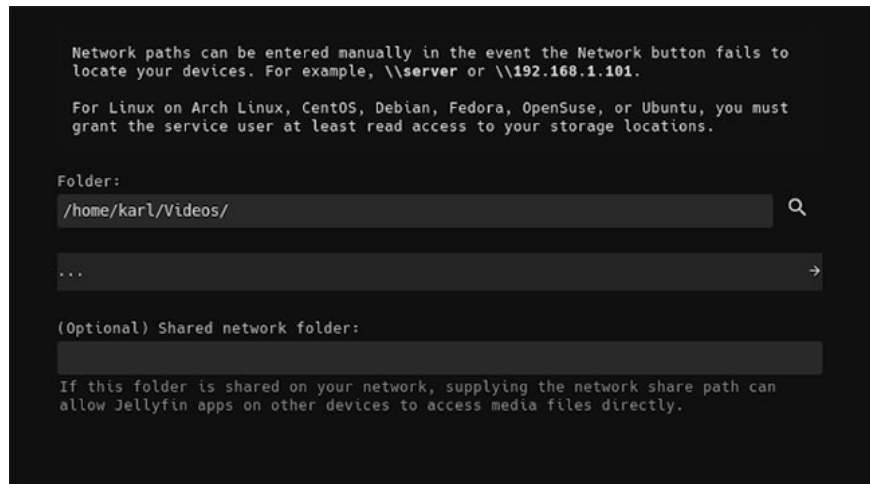 Network paths can be entered manually in the event the Network button fails to
locate your devices. For example, \\server or \\192.168.1.101.
For Linux on Arch Linux, CentOS, Debian, Fedora, OpenSuse, or Ubuntu, you must
grant the service user at least read access to your storage locations.
Folder:
/home/karl/Videos/
...
(Optional) Shared network folder:
If this folder is shared on your network, supplying the network share path can
allow Jellyfin apps on other devices to access media files directly.